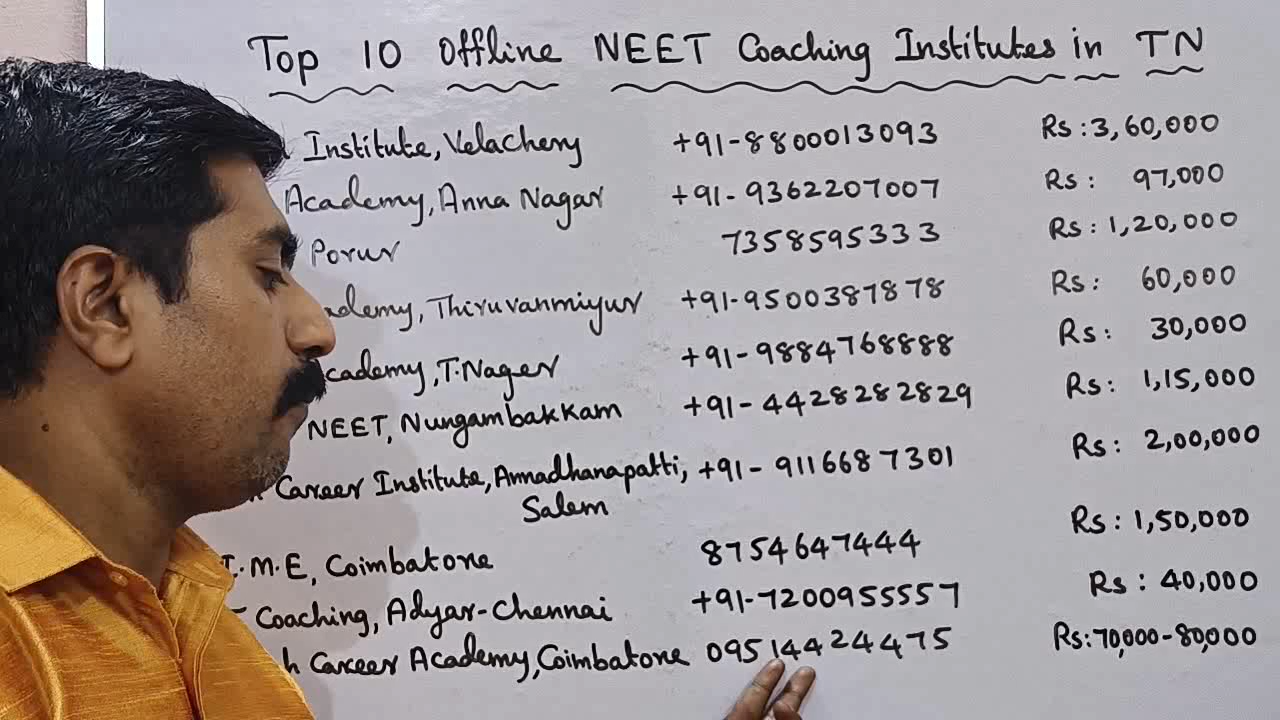 Top 10 Offline NEET Coaching Institutes in TN
Institute, Velachery +91-8800013093 Rs: 3,60,000
Academy, Anna Nagar +91-9362207007 Rs: 97,000
Porur 7358595333 Rs: 1,20,000
Thiruvanmiyur +91-9500387878 Rs: 60,000
T.Nager +91-9884768888 Rs: 30,000
NEET, Nungambakkam +91-4428282829 Rs: 1,15,000
Career Institute, Annadhanapatti, +91-9116687301 Rs: 2,00,000
Salem
I.M.E, Coimbatore 8754647444 Rs: 1,50,000
Coaching, Adyar-Chennai +91-7200955557 Rs: 40,000
Career Academy, Coimbatore 09514424475 Rs: 70,000-80,000